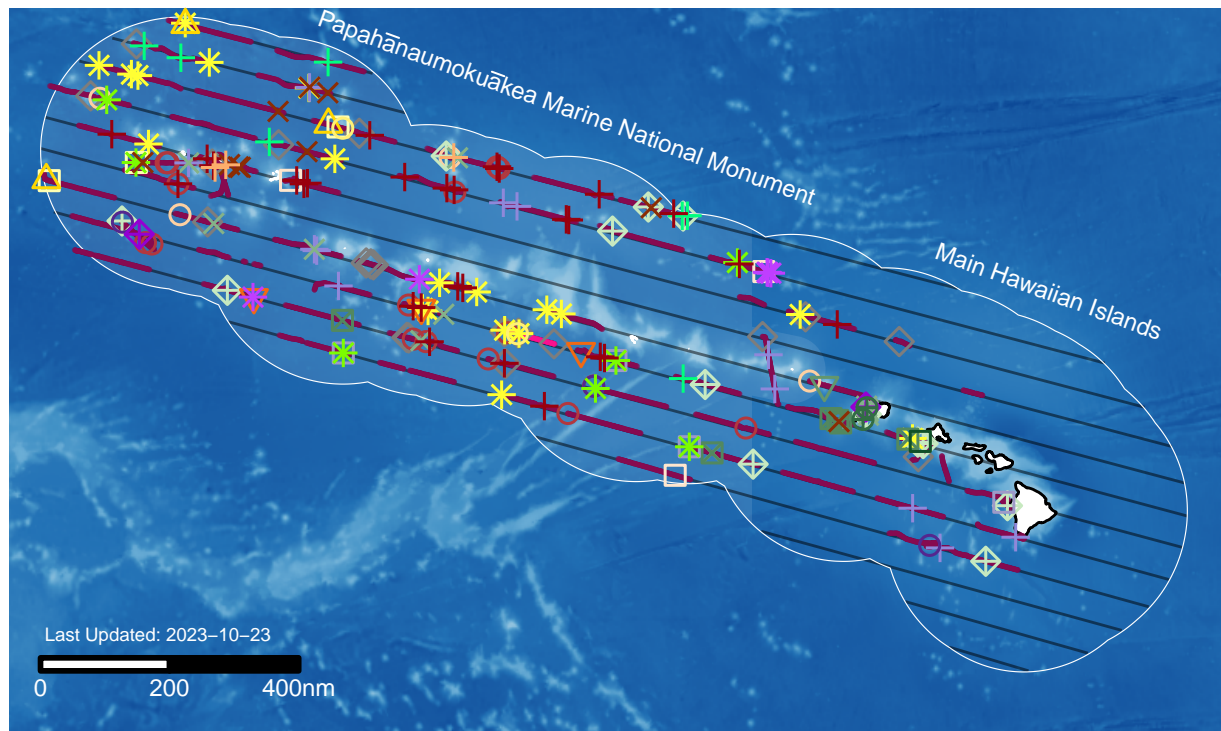 Papahānaumokuākea Marine National Monument
Main Hawaiian Islands
Last Updated: 2023−10−23
0 200 400nm